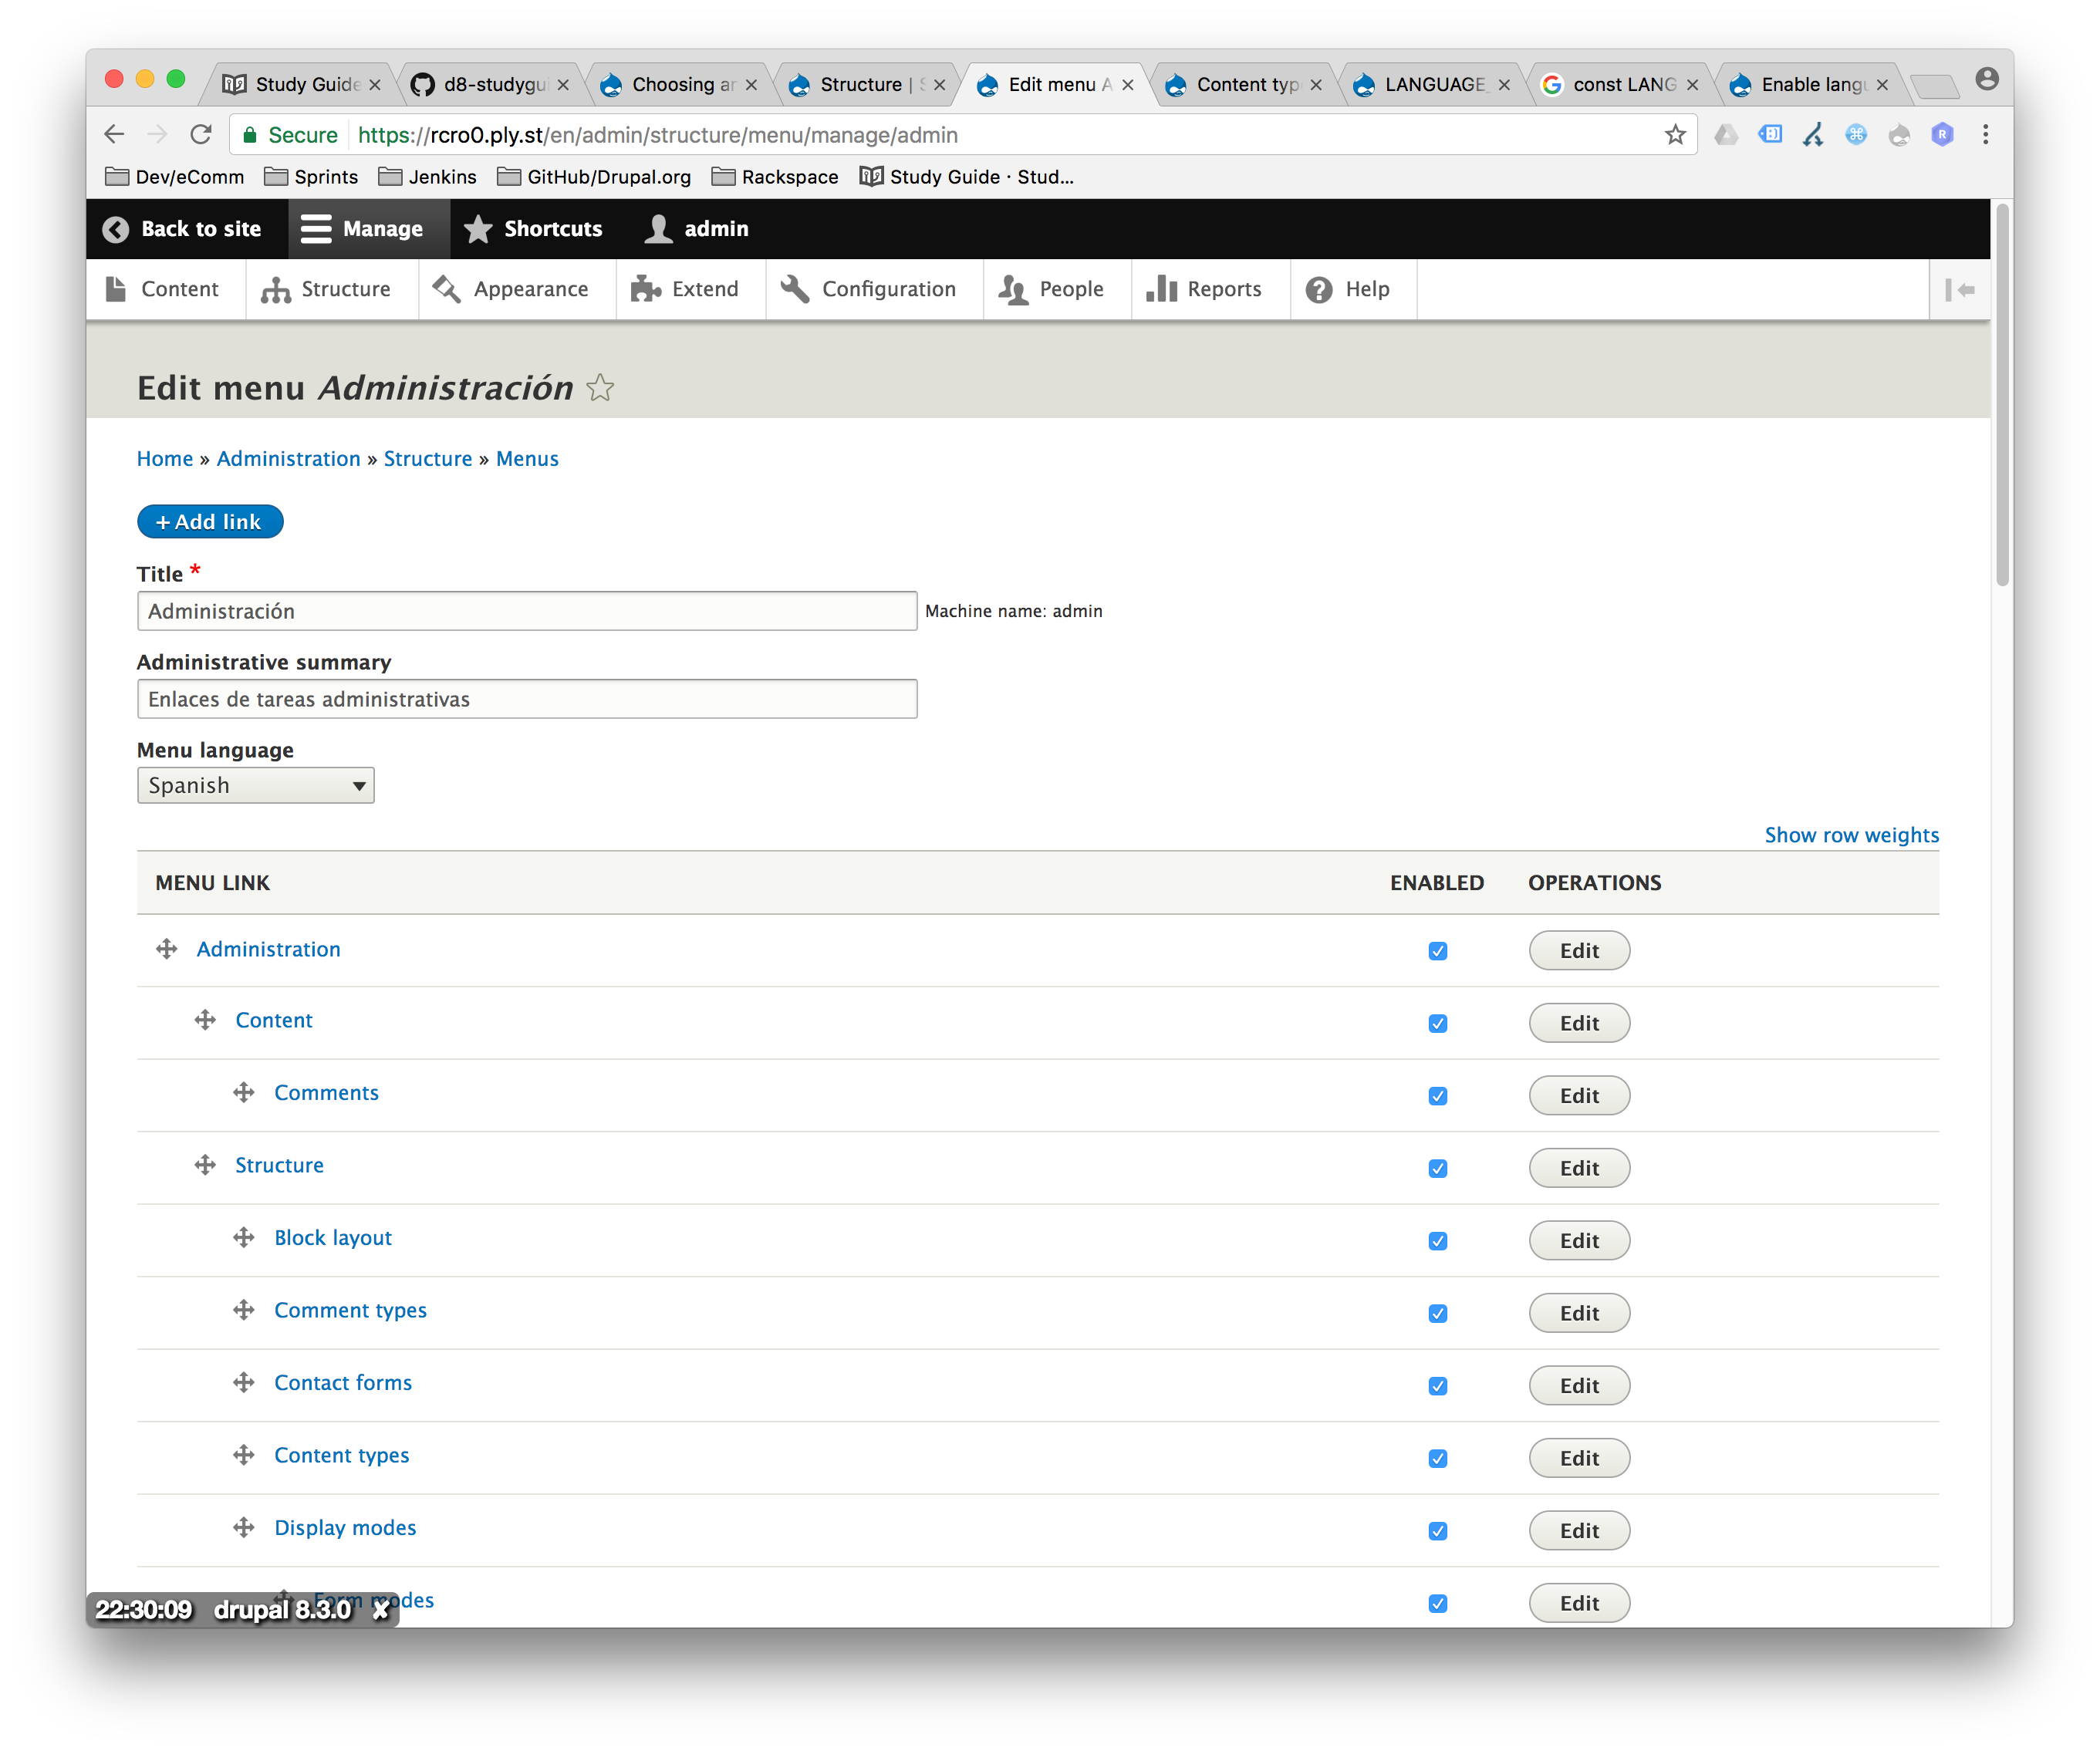 Study Guide
d8-studygu
Choosing ar
Structure | S
Edit menu A
Content typ
LANGUAGE_
const LANG
Enable langu
Secure https://rcro0.ply.st/en/admin/structure/menu/manage/admin
Dev/eComm Sprints Jenkins GitHub/Drupal.org Rackspace Study Guide · Stud...
Back to site Manage Shortcuts admin
Content Structure Appearance Extend Configuration People Reports Help
Edit menu Administración
Home » Administration » Structure » Menus
+ Add link
Title *
Administración Machine name: admin
Administrative summary
Enlaces de tareas administrativas
Menu language
Spanish
Show row weights
MENU LINK ENABLED OPERATIONS
Administration Edit
Content Edit
Comments Edit
Structure Edit
Block layout Edit
Comment types Edit
Contact forms Edit
Content types Edit
Display modes Edit
Form modes Edit
22:30:09 drupal 8.3.0 ✘